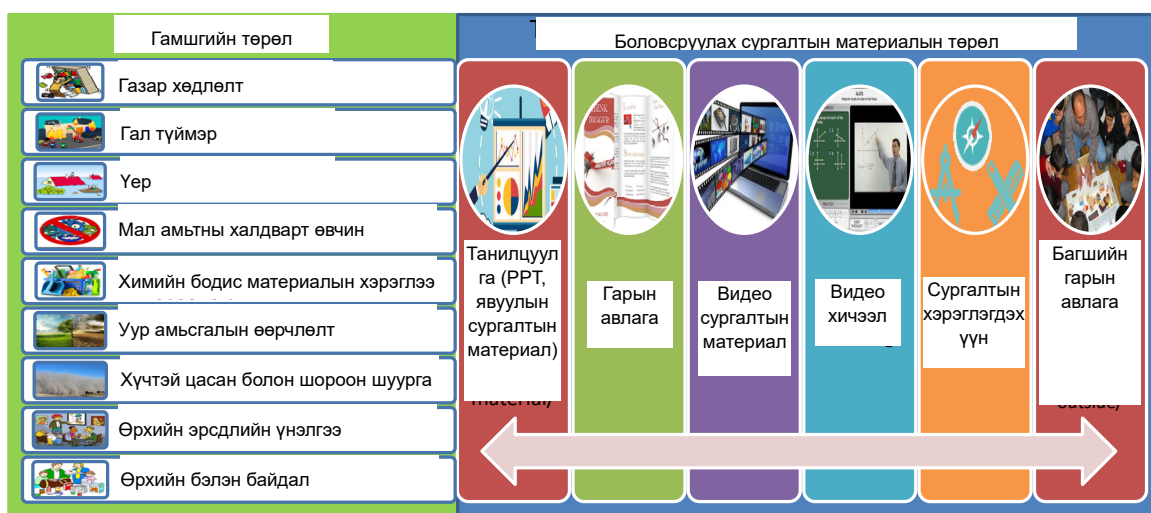 Гамшгийн төрөл
Газар хөдлөлт
Гал түймэр
Үер
Мал амьтны халдварт өвчин
Химийн бодис материалын хэрэглээ
Уур амьсгалын өөрчлөлт
Хүчтэй цасан болон шороон шуурга
Өрхийн эрсдлийн үнэлгээ
Өрхийн бэлэн байдал
Боловсруулах сургалтын материалын төрөл
Танилцуул
га (PPT,
явуулын
сургалтын
материал)
Гарын
авлага
Видео
сургалтын
материал
Видео
хичээл
Сургалтын
хэрэглэгдэх
үүн
Багшийн
гарын
авлага